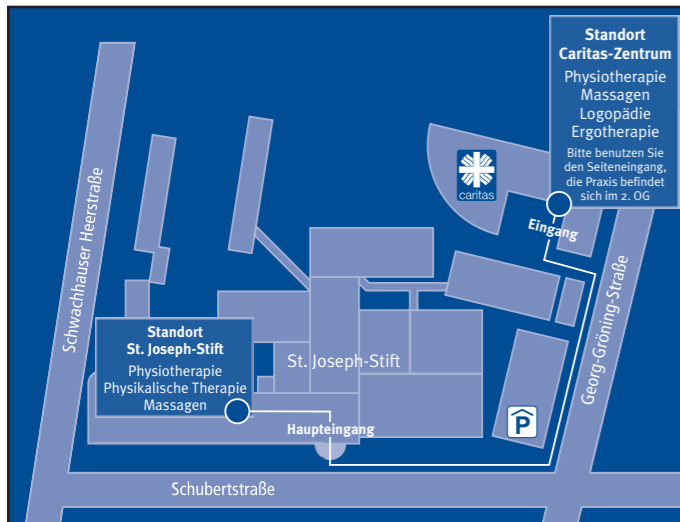 Standort
Caritas-Zentrum
Physiotherapie
Massagen
Logopädie
Ergotherapie
Bitte benutzen Sie
den Seiteneingang,
die Praxis befindet
sich im 2. OG
caritas
Eingang
Schwachhauser Heerstraße
Georg-Gröning-Straße
Standort
St. Joseph-Stift
Physiotherapie
Physikalische Therapie
Massagen
St. Joseph-Stift
Haupteingang
P
Schubertstraße